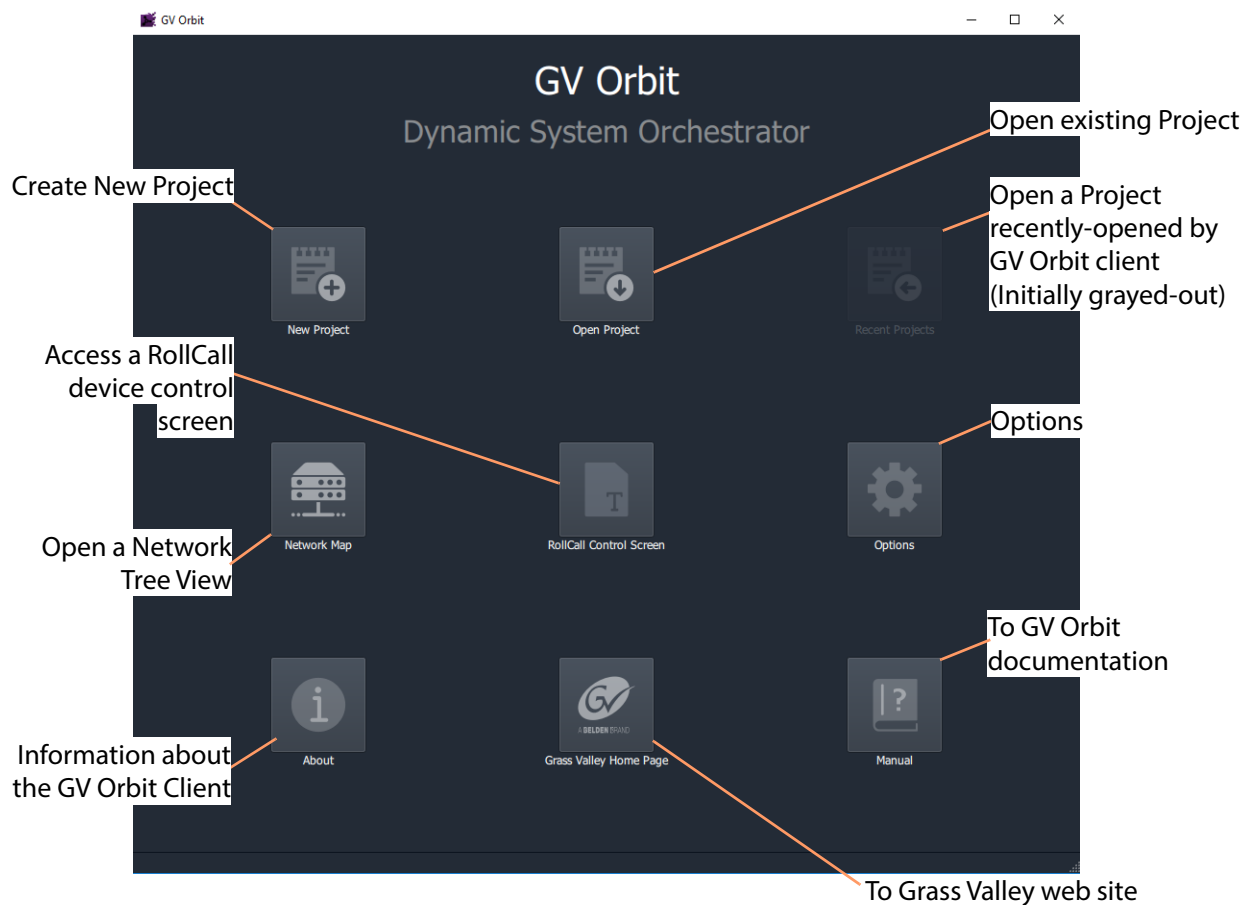 GV Orbit
GV Orbit
Dynamic System Orchestrator
Open existing Project
Create New Project
Open a Project
recently-opened by
GV Orbit client
(Initially grayed-out)
New Project
Open Project
Recent Projects
Access a RollCall
device control
screen
Options
T
Network Map
RollCall Control Screen
Options
Open a Network
Tree View
To GV Orbit
documentation
i
GV
A BELDEN BRAND
?
Information about
the GV Orbit Client
About
Grass Valley Home Page
Manual
To Grass Valley web site